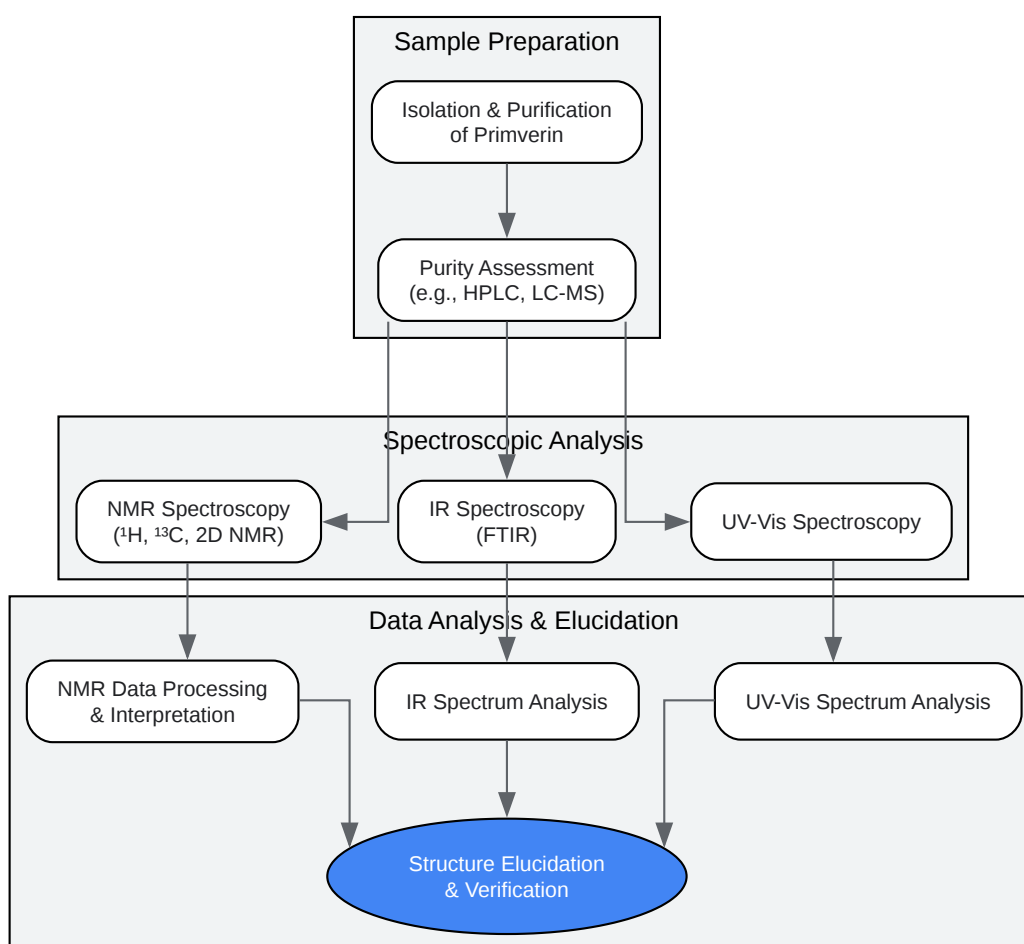 Sample Preparation
Isolation & Purification
of Primverin
Purity Assessment
(e.g., HPLC, LC-MS)
Spectroscopic Analysis
NMR Spectroscopy
(¹H, ¹³C, 2D NMR)
IR Spectroscopy
(FTIR)
UV-Vis Spectroscopy
Data Analysis & Elucidation
NMR Data Processing
& Interpretation
IR Spectrum Analysis
UV-Vis Spectrum Analysis
Structure Elucidation
& Verification